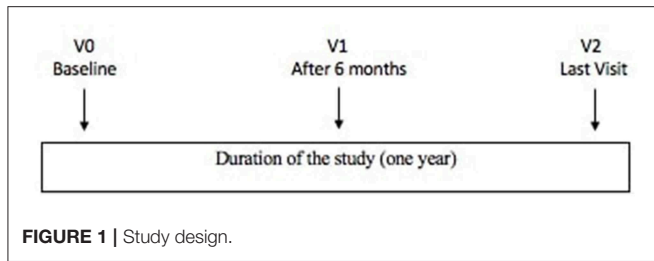 V0
Baseline
V1
After 6 months
V2
Last Visit
Duration of the study (one year)
FIGURE 1 | Study design.